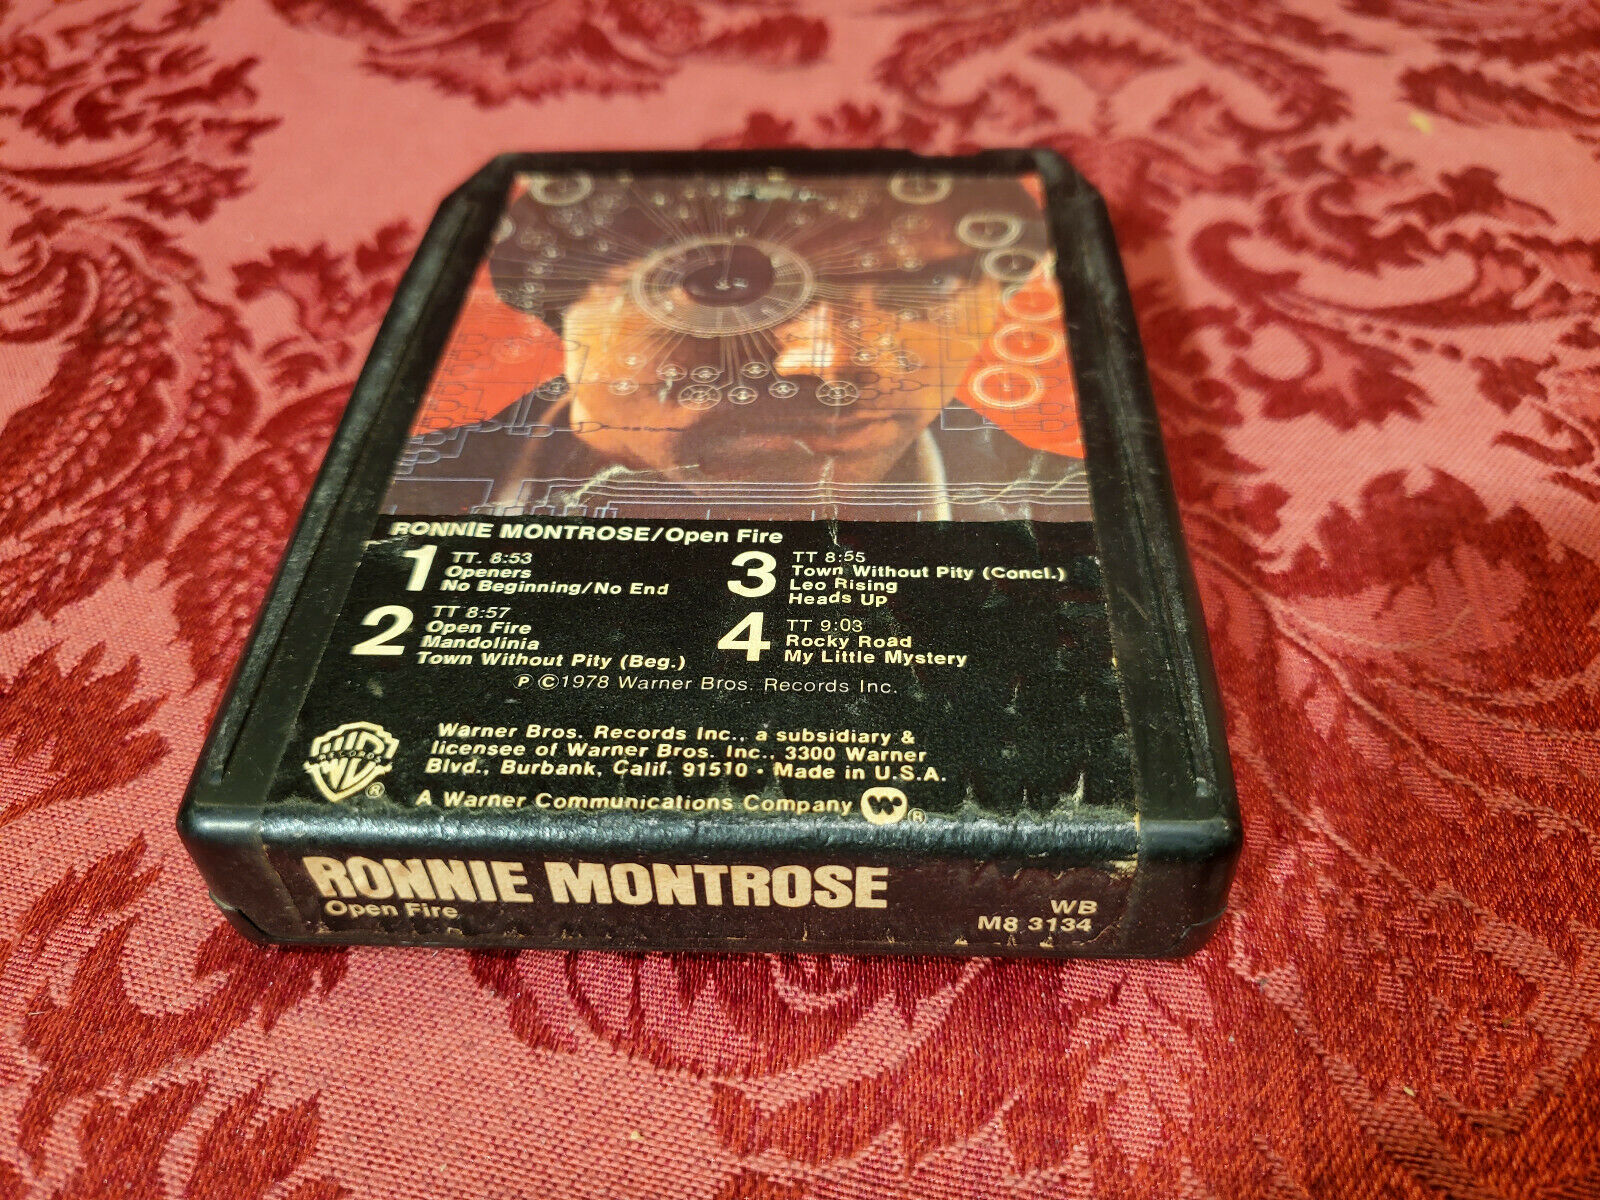 RONNIE MONTROSE/Open Fire
1
TT. 8:53
Openers
No Beginning/No End
2
TT 8:57
Open Fire
Mandolinia
Town Without Pity (Beg.)
3
TT 8:55
Town Without Pity (Concl.)
Leo Rising
Heads Up
4
TT 9:03
Rocky Road
My Little Mystery
℗ ©1978 Warner Bros. Records Inc.
Warner Bros. Records Inc., a subsidiary &
licensee of Warner Bros. Inc., 3300 Warner
Blvd., Burbank, Calif. 91510 • Made in U.S.A.
RECORDS
®
A Warner Communications Company ®
RONNIE MONTROSE
Open Fire
WB
M8 3134